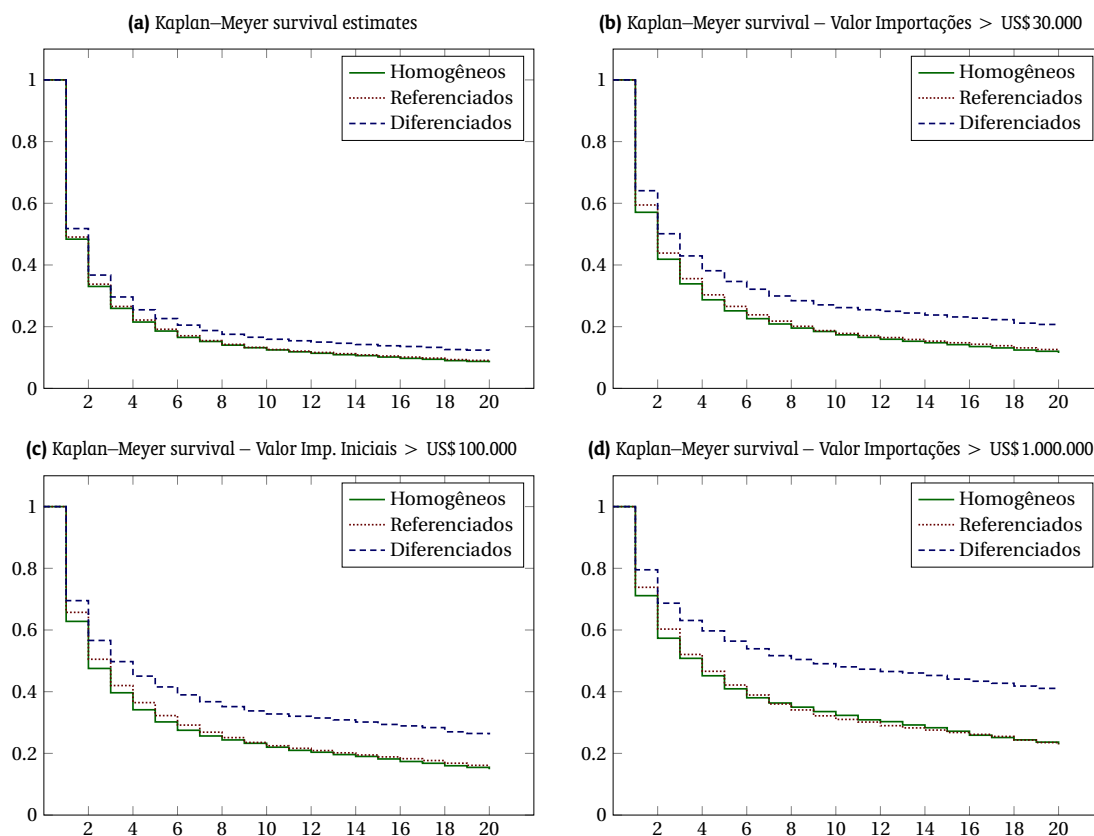 (a) Kaplan–Meyer survival estimates
Homogêneos
Referenciados
Diferenciados
1
0.8
0.6
0.4
0.2
0
2 4 6 8 10 12 14 16 18 20
(b) Kaplan–Meyer survival – Valor Importações > US$30.000
Homogêneos
Referenciados
Diferenciados
1
0.8
0.6
0.4
0.2
0
2 4 6 8 10 12 14 16 18 20
(c) Kaplan–Meyer survival – Valor Imp. Iniciais > US$100.000
Homogêneos
Referenciados
Diferenciados
1
0.8
0.6
0.4
0.2
0
2 4 6 8 10 12 14 16 18 20
(d) Kaplan–Meyer survival – Valor Importações > US$1.000.000
Homogêneos
Referenciados
Diferenciados
1
0.8
0.6
0.4
0.2
0
2 4 6 8 10 12 14 16 18 20